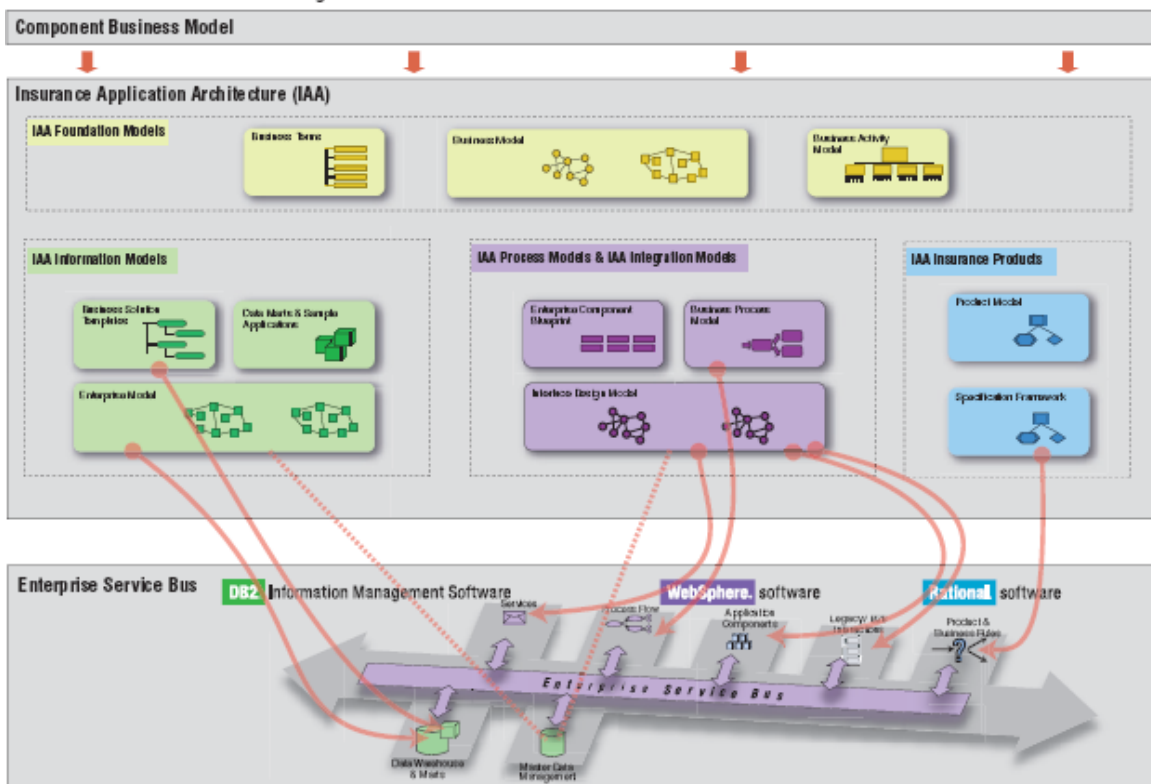 Component Business Model
Insurance Application Architecture (IAA)
IAA Foundation Models
Business Terms
Business Model
Business Activity
Model
IAA Information Models
IAA Process Models & IAA Integration Models
IAA Insurance Products
Business Solution
Templates
Data Marts & Sample
Applications
Enterprise Component
Blueprint
Business Process
Model
Product Model
Enterprise Model
Interface Design Model
Specification Framework
Enterprise Service Bus
DB2. Information Management Software
WebSphere. software
Rational. software
Services
Process Flow
Application
Components
Legacy/
Product &
Business Rules
Enterprise Service Bus
Data Warehouse
& Marts
Master Data
Management